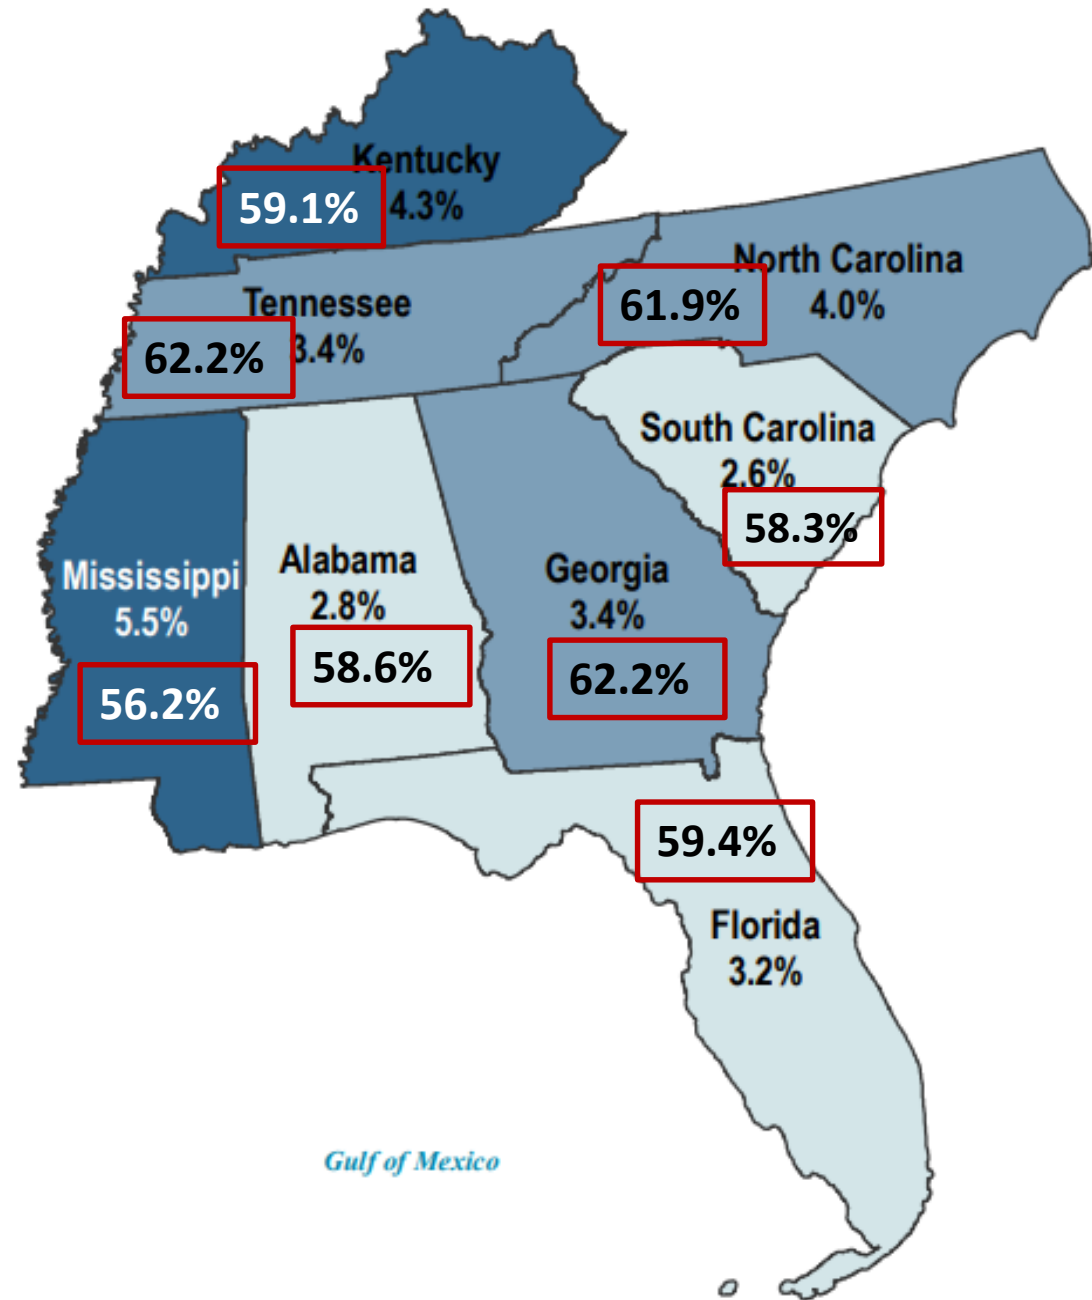 Kentucky
59.1%
4.3%
North Carolina
4.0%
61.9%
Tennessee
3.4%
62.2%
South Carolina
2.6%
58.3%
Mississippi
5.5%
56.2%
Alabama
2.8%
58.6%
Georgia
3.4%
62.2%
59.4%
Florida
3.2%
Gulf of Mexico